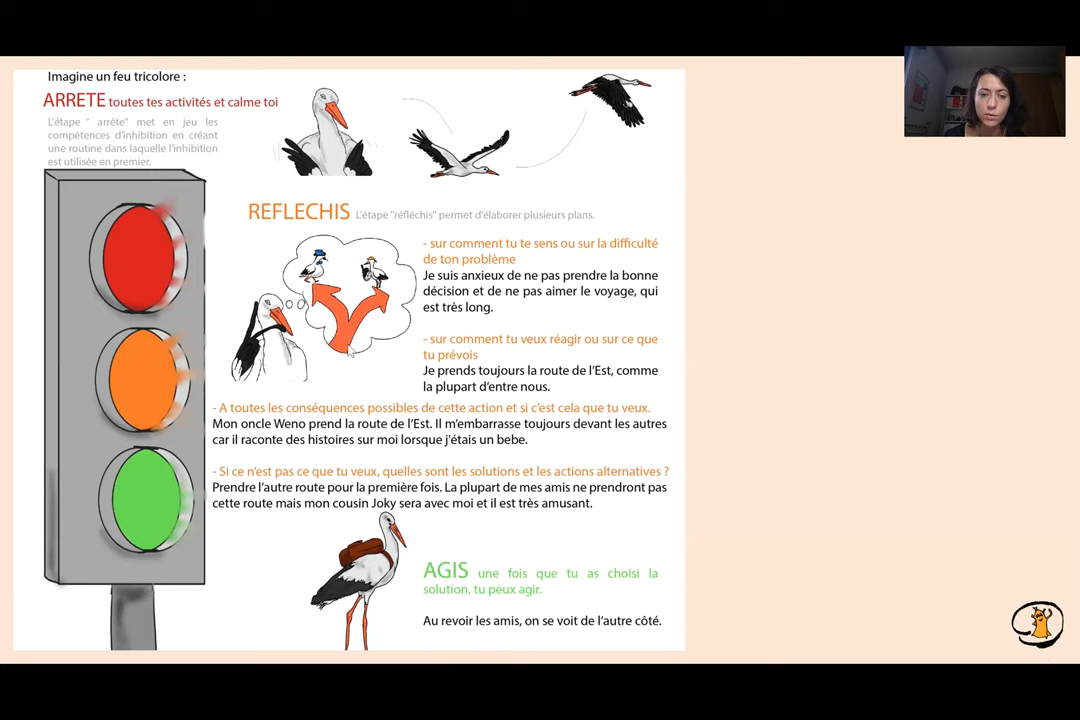 Imagine un feu tricolore :
ARRETE toutes tes activités et calme toi
L'étape " arrête" met en jeu les
compétences d'inhibition en créant
une routine dans laquelle l'inhibition
est utilisée en premier.
REFLECHIS L'étape "réfléchis" permet d'élaborer plusieurs plans.
- sur comment tu te sens ou sur la difficulté
de ton problème
Je suis anxieux de ne pas prendre la bonne
décision et de ne pas aimer le voyage, qui
est très long.
- sur comment tu veux réagir ou sur ce que
tu prévois
Je prends toujours la route de l'Est, comme
la plupart d'entre nous.
- A toutes les conséquences possibles de cette action et si c'est cela que tu veux.
Mon oncle Weno prend la route de l'Est. Il m'embarrasse toujours devant les autres
car il raconte des histoires sur moi lorsque j'étais un bebe.
- Si ce n'est pas ce que tu veux, quelles sont les solutions et les actions alternatives ?
Prendre l'autre route pour la première fois. La plupart de mes amis ne prendront pas
cette route mais mon cousin Joky sera avec moi et il est très amusant.
AGIS une fois que tu as choisi la
solution, tu peux agir.
Au revoir les amis, on se voit de l'autre côté.